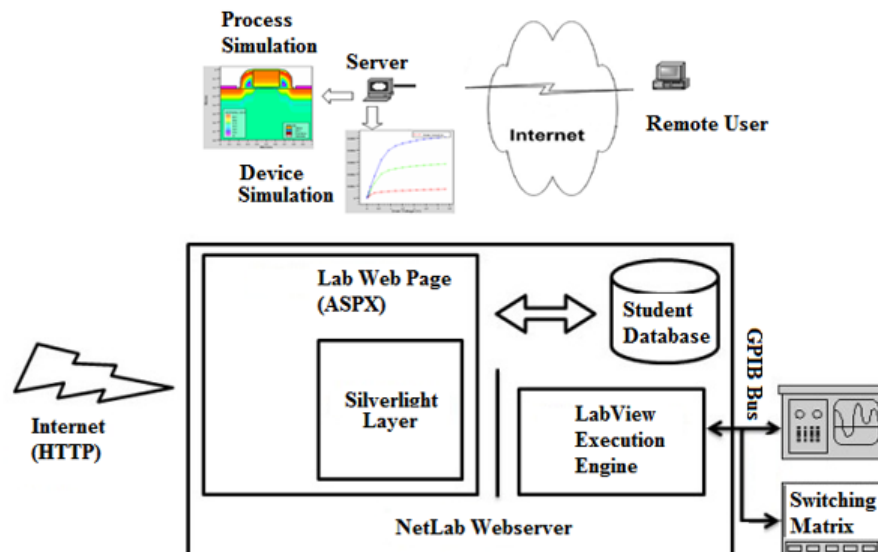 Process
Simulation
Server
Internet
Remote User
Device
Simulation
Lab Web Page
(ASPX)
Student
Database
GPIB Bus
Silverlight
Layer
LabView
Execution
Engine
Internet
(HTTP)
Switching
Matrix
NetLab Webserver